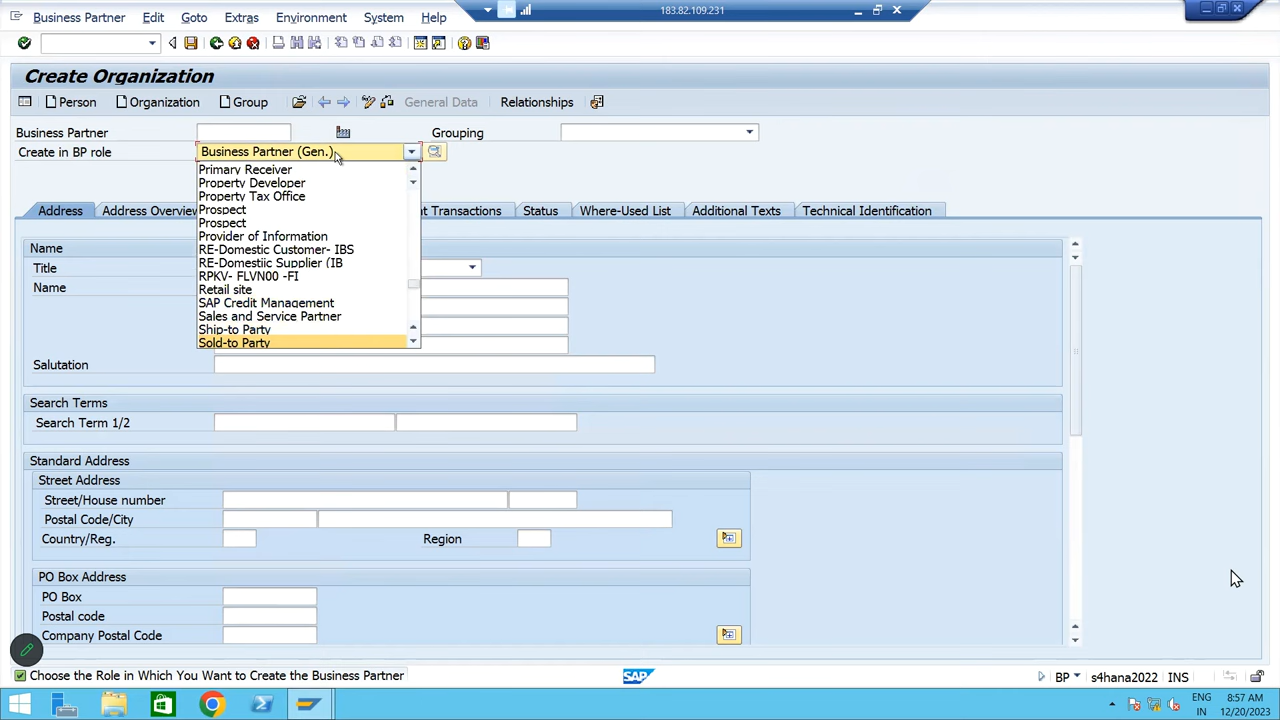 183.82.109.231
Business Partner Edit Goto Extras Environment System Help
Create Organization
Person Organization Group General Data Relationships
Business Partner Grouping
Create in BP role Business Partner (Gen.)
Primary Receiver
Property Developer
Property Tax Office
Prospect
Prospect
Provider of Information
RE-Domestic Customer- IBS
RE-Domestiic Supplier (IB
RPKV- FLVN00 -FI
Retail site
SAP Credit Management
Sales and Service Partner
Ship-to Party
Sold-to Party
Address Address Overview t Transactions Status Where-Used List Additional Texts Technical Identification
Name
Title
Name
Salutation
Search Terms
Search Term 1/2
Standard Address
Street Address
Street/House number
Postal Code/City
Country/Reg. Region
PO Box Address
PO Box
Postal code
Company Postal Code
Choose the Role in Which You Want to Create the Business Partner SAP BP s4hana2022 INS
ENG 8:57 AM
IN 12/20/2023